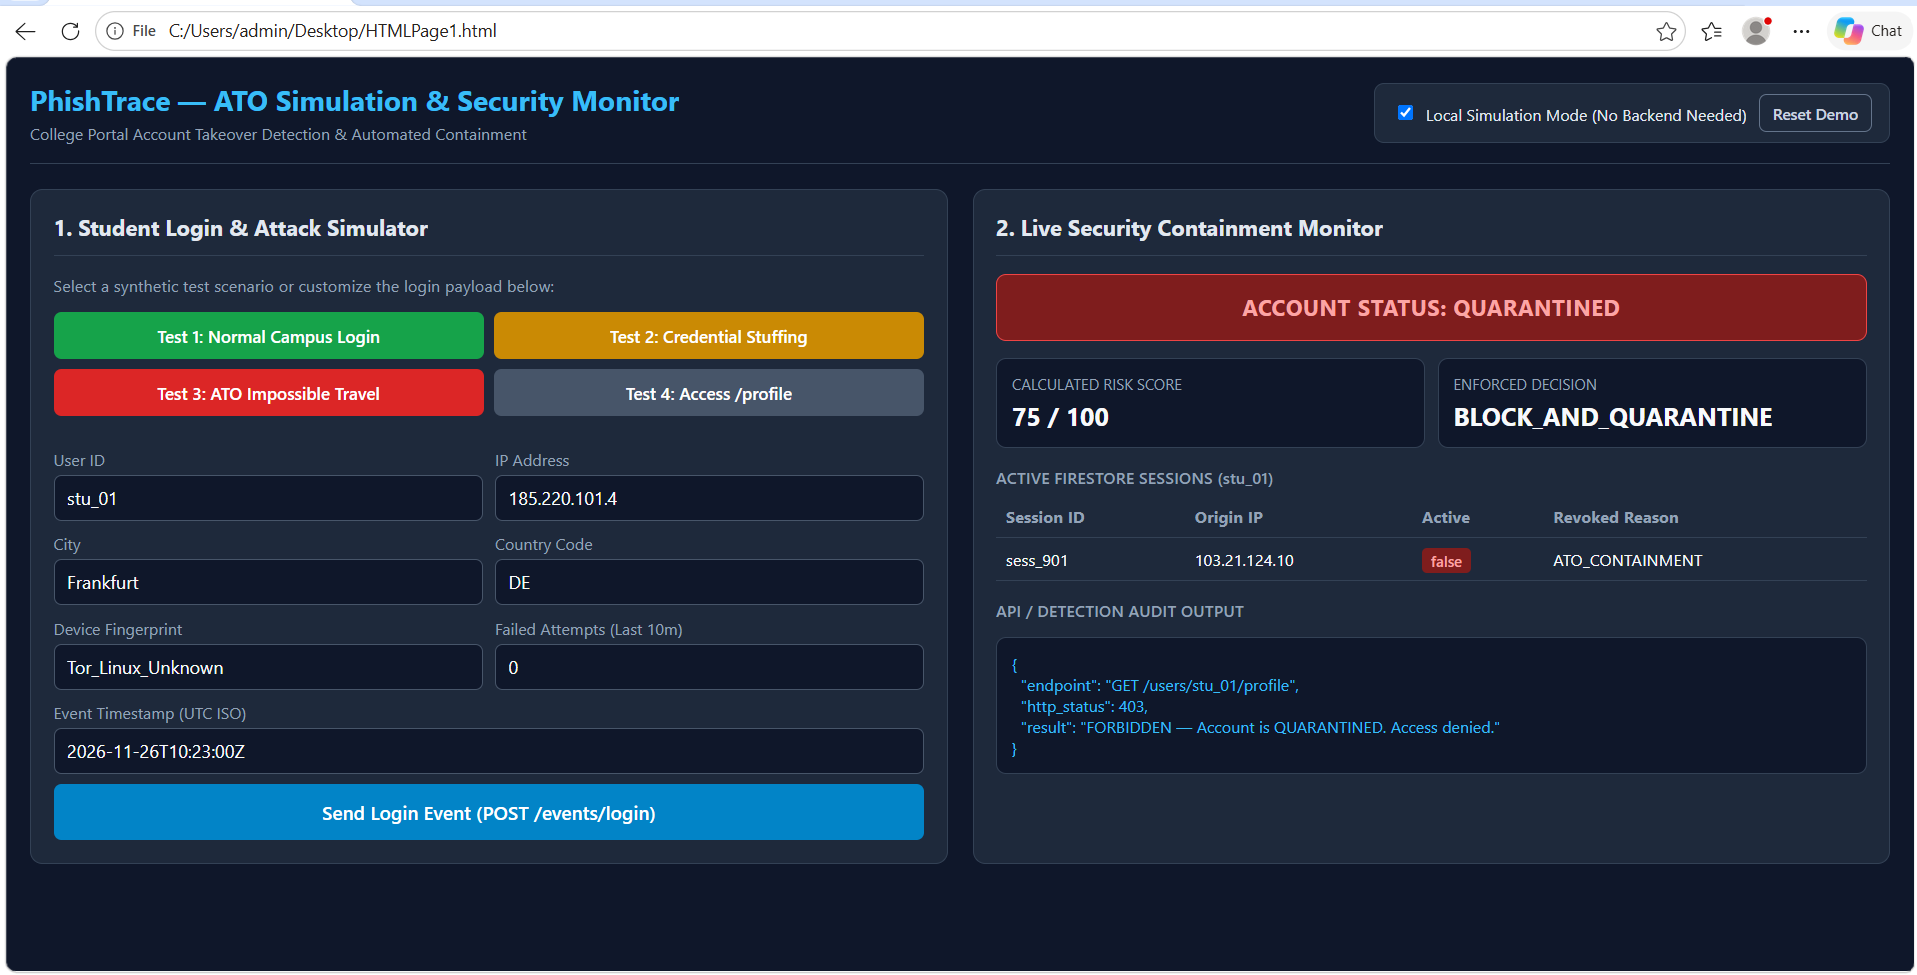 File C:/Users/admin/Desktop/HTMLPage1.html
Chat
PhishTrace — ATO Simulation & Security Monitor
College Portal Account Takeover Detection & Automated Containment
Local Simulation Mode (No Backend Needed)
Reset Demo
1. Student Login & Attack Simulator
Select a synthetic test scenario or customize the login payload below:
Test 1: Normal Campus Login
Test 2: Credential Stuffing
Test 3: ATO Impossible Travel
Test 4: Access /profile
User ID
IP Address
stu_01
185.220.101.4
City
Country Code
Frankfurt
DE
Device Fingerprint
Failed Attempts (Last 10m)
Tor_Linux_Unknown
0
Event Timestamp (UTC ISO)
2026-11-26T10:23:00Z
Send Login Event (POST /events/login)
2. Live Security Containment Monitor
ACCOUNT STATUS: QUARANTINED
CALCULATED RISK SCORE
75 / 100
ENFORCED DECISION
BLOCK_AND_QUARANTINE
ACTIVE FIRESTORE SESSIONS (stu_01)
Session ID Origin IP Active Revoked Reason
sess_901 103.21.124.10 false ATO_CONTAINMENT
API / DETECTION AUDIT OUTPUT
{
"endpoint": "GET /users/stu_01/profile",
"http_status": 403,
"result": "FORBIDDEN — Account is QUARANTINED. Access denied."
}